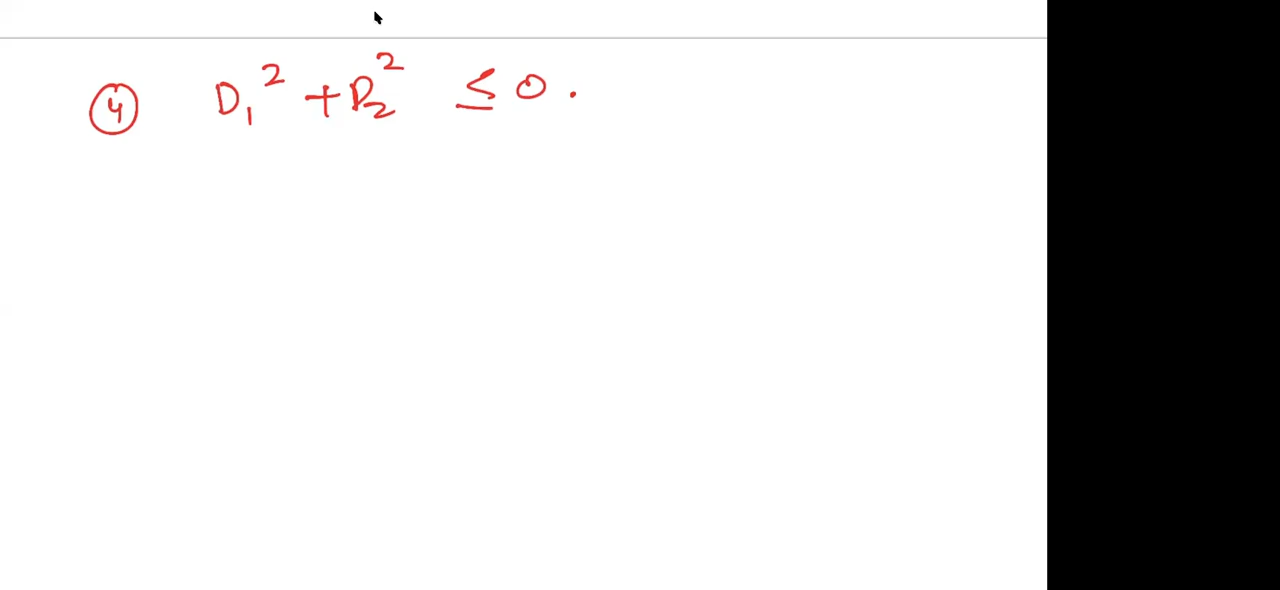 ④ D₁² + D₂² ≤ 0.